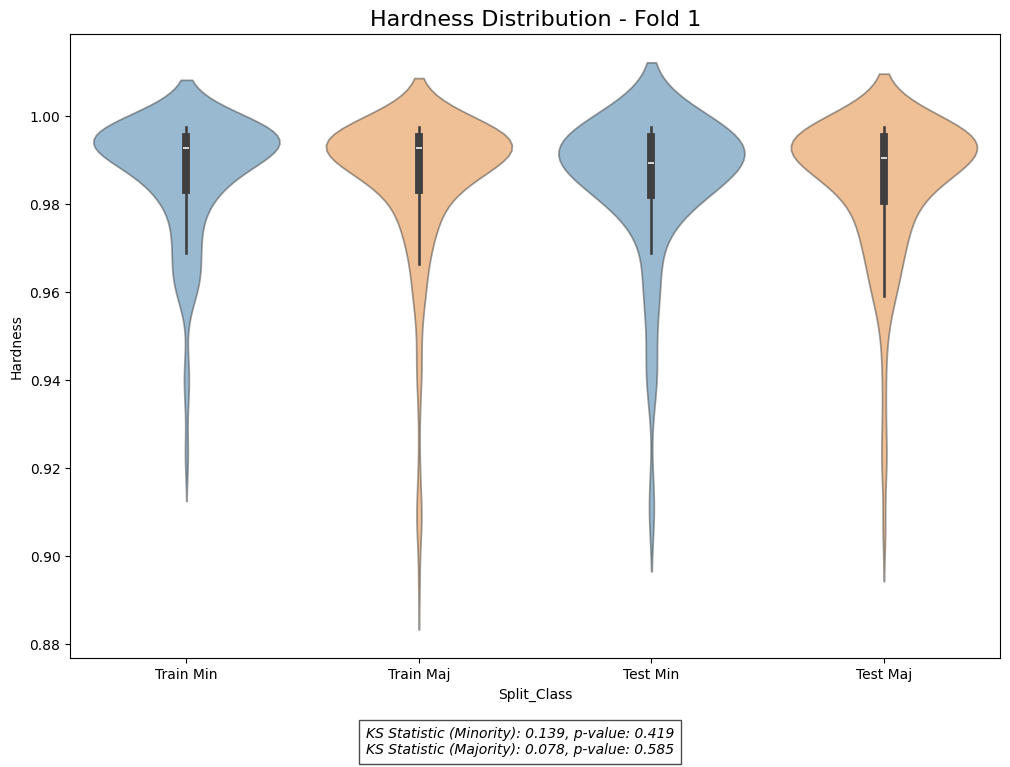 Hardness Distribution - Fold 1
Hardness
1.00
0.98
0.96
0.94
0.92
0.90
0.88
Train Min Train Maj Test Min Test Maj
Split_Class
KS Statistic (Minority): 0.139, p-value: 0.419
KS Statistic (Majority): 0.078, p-value: 0.585